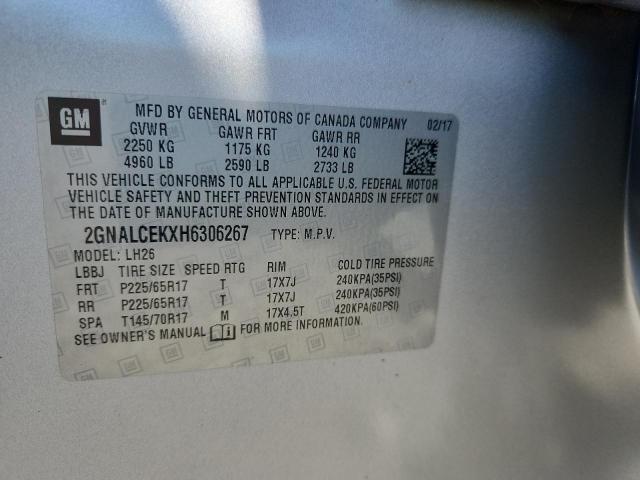 GM
MFD BY GENERAL MOTORS OF CANADA COMPANY 02/17
GVWR GAWR FRT GAWR RR
2250 KG 1175 KG 1240 KG
4960 LB 2590 LB 2733 LB
THIS VEHICLE CONFORMS TO ALL APPLICABLE U.S. FEDERAL MOTOR
VEHICLE SAFETY AND THEFT PREVENTION STANDARDS IN EFFECT ON
THE DATE OF MANUFACTURE SHOWN ABOVE.
2GNALCEKXH6306267 TYPE: M.P.V.
MODEL: LH26
LBBJ TIRE SIZE SPEED RTG RIM COLD TIRE PRESSURE
FRT P225/65R17 T 17X7J 240KPA(35PSI)
RR P225/65R17 T 17X7J 240KPA(35PSI)
SPA T145/70R17 M 17X4.5T 420KPA(60PSI)
SEE OWNER'S MANUAL FOR MORE INFORMATION.